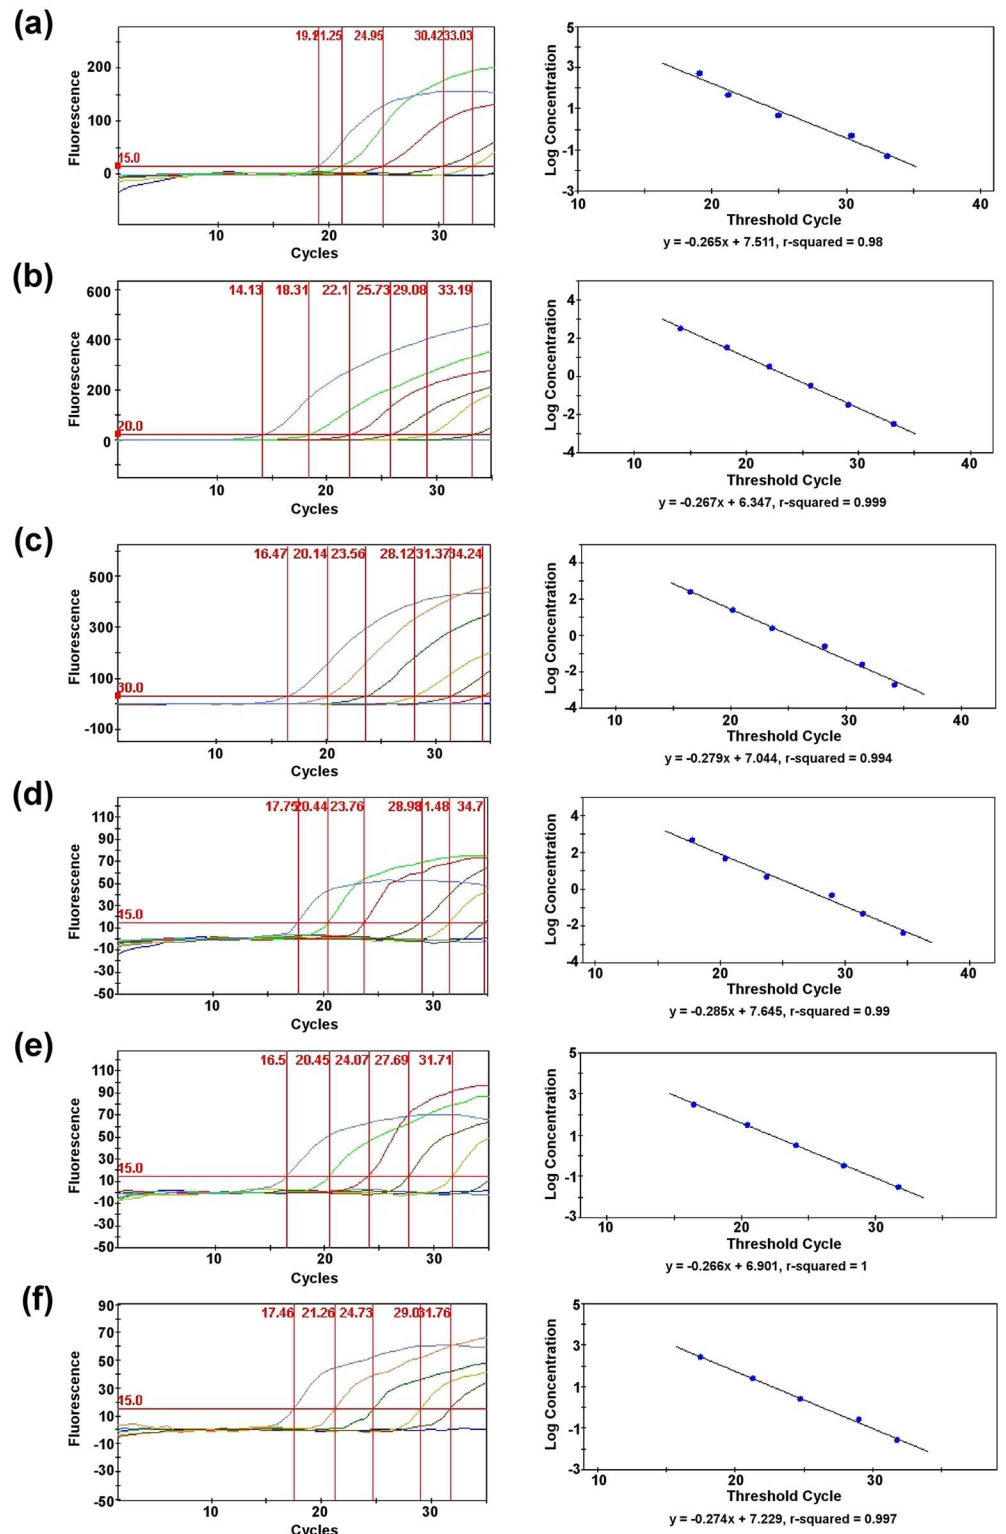 (a)
19.1 21.25 24.95 30.42 33.03
Fluorescence
200
100
0
15.0
10 20 30
Cycles
Log Concentration
5
3
1
-1
-3
20 30 40
Threshold Cycle
y = -0.265x + 7.511, r-squared = 0.98
(b)
14.13 18.31 22.1 25.73 29.08 33.19
Fluorescence
600
400
200
0
20.0
10 20 30
Cycles
Log Concentration
4
2
0
-2
-4
10 20 30 40
Threshold Cycle
y = -0.267x + 6.347, r-squared = 0.999
(c)
16.47 20.14 23.56 28.12 31.37 34.24
Fluorescence
500
300
100
-100
30.0
10 20 30
Cycles
Log Concentration
4
2
0
-2
-4
10 20 30 40
Threshold Cycle
y = -0.279x + 7.044, r-squared = 0.994
(d)
17.75 20.44 23.76 28.98 31.48 34.7
Fluorescence
110
90
70
50
30
10
-10
-30
-50
15.0
10 20 30
Cycles
Log Concentration
4
2
0
-2
-4
10 20 30 40
Threshold Cycle
y = -0.285x + 7.645, r-squared = 0.99
(e)
16.5 20.45 24.07 27.69 31.71
Fluorescence
110
90
70
50
30
10
-10
-30
-50
15.0
10 20 30
Cycles
Log Concentration
5
3
1
-1
-3
10 20 30
Threshold Cycle
y = -0.266x + 6.901, r-squared = 1
(f)
17.46 21.26 24.73 29.0 31.76
Fluorescence
90
70
50
30
10
-10
-30
-50
15.0
10 20 30
Cycles
Log Concentration
5
3
1
-1
-3
10 20 30
Threshold Cycle
y = -0.274x + 7.229, r-squared = 0.997